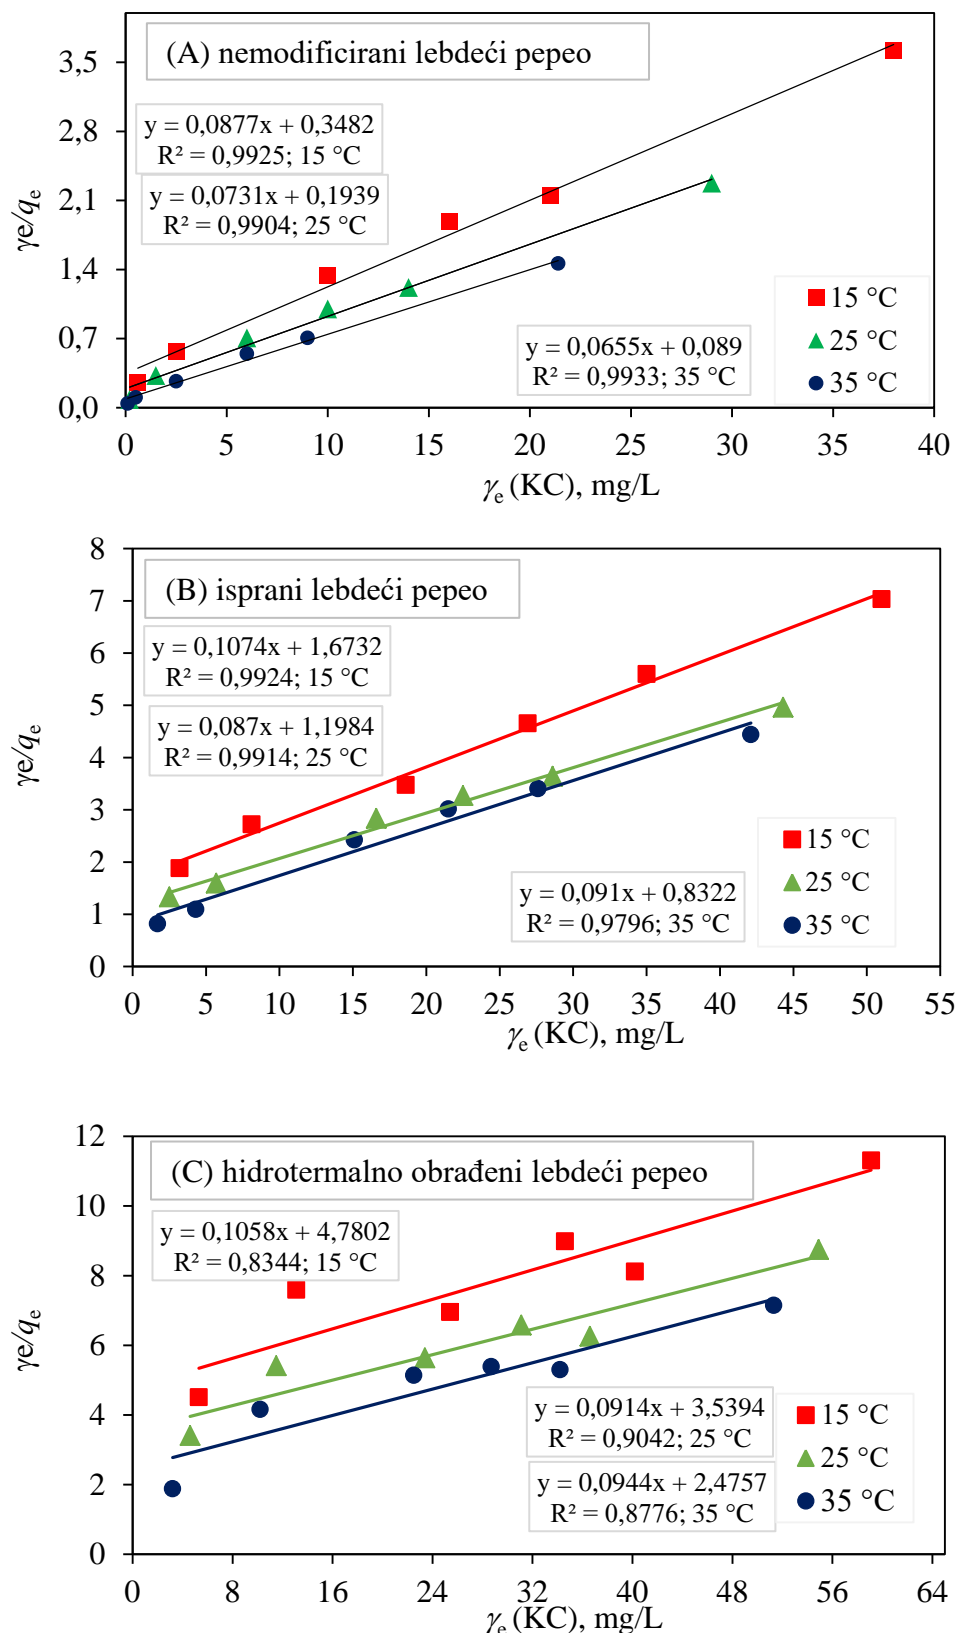 (A) nemodificirani lebdeći pepeo
3,5
2,8
2,1
1,4
0,7
0,0
γe/qe
y = 0,0877x + 0,3482
R² = 0,9925; 15 °C
y = 0,0731x + 0,1939
R² = 0,9904; 25 °C
y = 0,0655x + 0,089
R² = 0,9933; 35 °C
15 °C
25 °C
35 °C
0 5 10 15 20 25 30 35 40
γe (KC), mg/L
(B) isprani lebdeći pepeo
8
7
6
5
4
3
2
1
0
γe/qe
y = 0,1074x + 1,6732
R² = 0,9924; 15 °C
y = 0,087x + 1,1984
R² = 0,9914; 25 °C
y = 0,091x + 0,8322
R² = 0,9796; 35 °C
15 °C
25 °C
35 °C
0 5 10 15 20 25 30 35 40 45 50 55
γe (KC), mg/L
(C) hidrotermalno obrađeni lebdeći pepeo
12
10
8
6
4
2
0
γe/qe
y = 0,1058x + 4,7802
R² = 0,8344; 15 °C
y = 0,0914x + 3,5394
R² = 0,9042; 25 °C
y = 0,0944x + 2,4757
R² = 0,8776; 35 °C
15 °C
25 °C
35 °C
0 8 16 24 32 40 48 56 64
γe (KC), mg/L